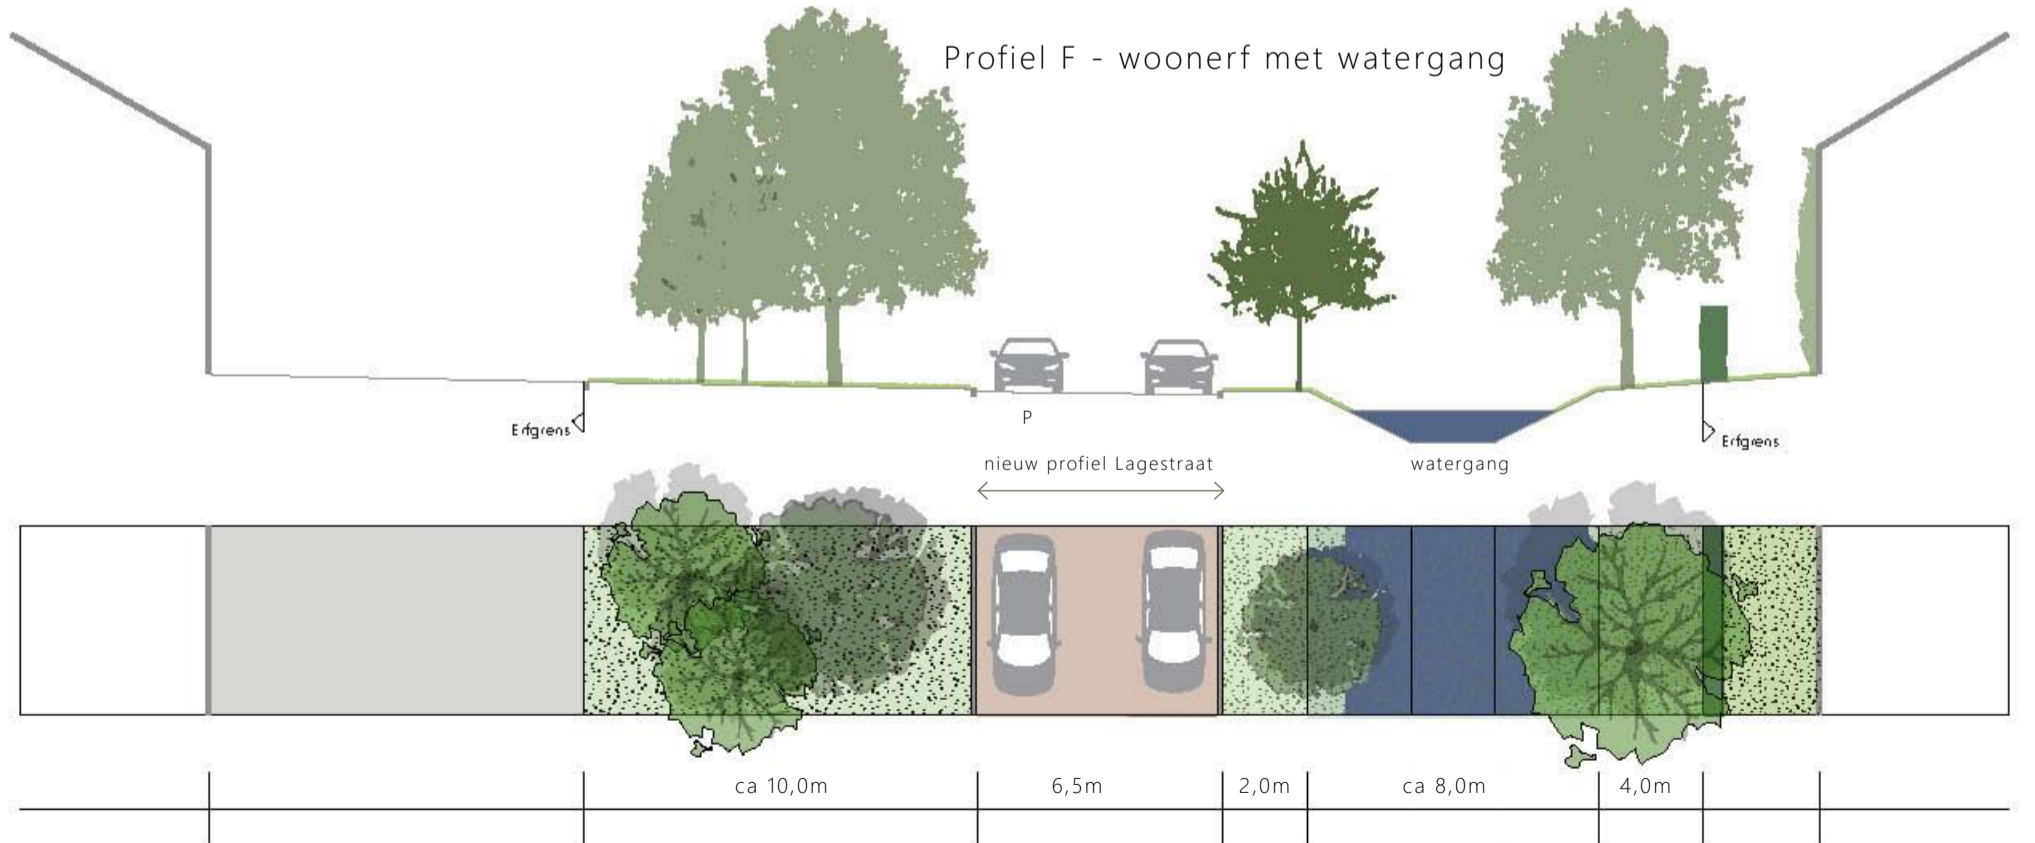 Profiel F - woonerf met watergang
Erfgrens
P
Erfgrens
nieuw profiel Lagestraat
watergang
ca 10,0m
6,5m
2,0m
ca 8,0m
4,0m